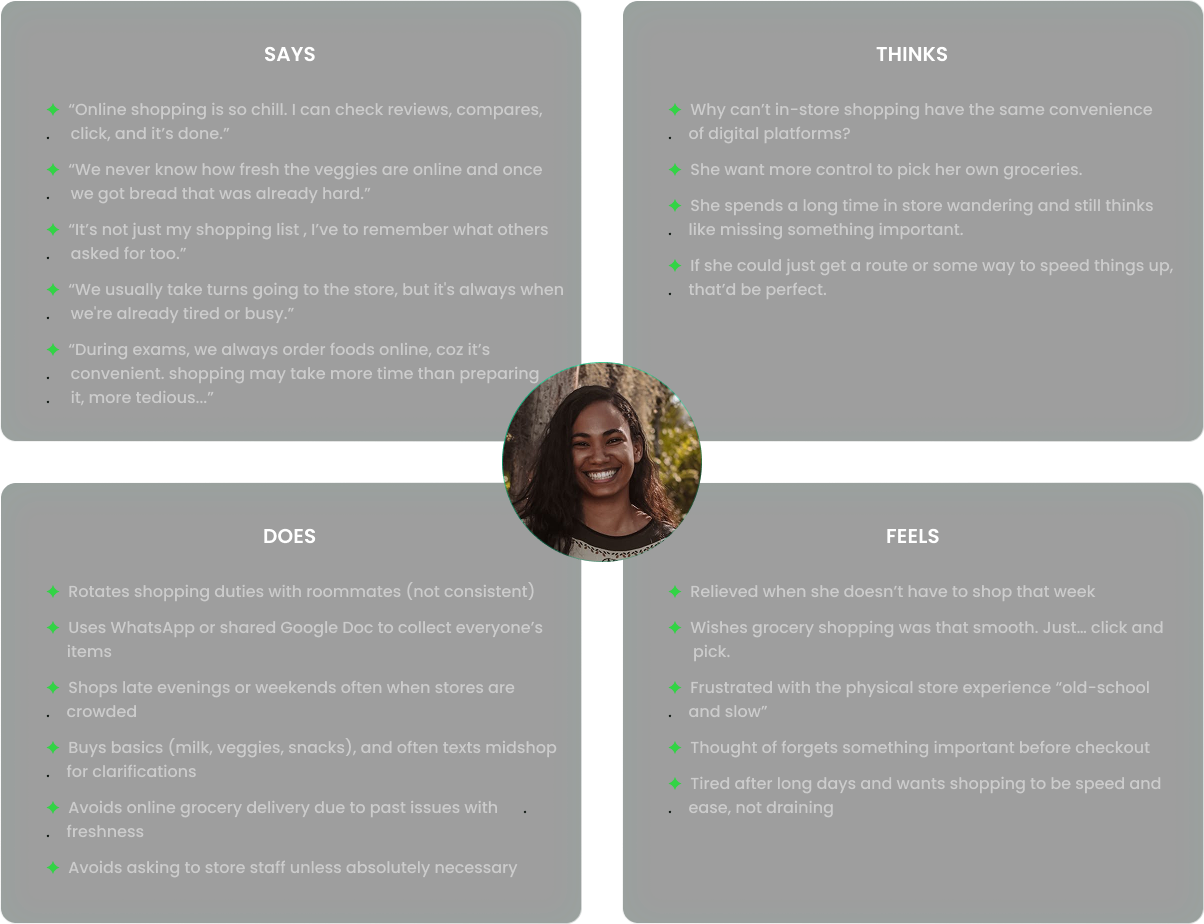 SAYS
“Online shopping is so chill. I can check reviews, compares,
. click, and it’s done.”
“We never know how fresh the veggies are online and once
. we got bread that was already hard.”
“It’s not just my shopping list , I’ve to remember what others
. asked for too.”
“We usually take turns going to the store, but it's always when
. we're already tired or busy.”
“During exams, we always order foods online, coz it’s
. convenient. shopping may take more time than preparing
. it, more tedious...”
THINKS
Why can’t in-store shopping have the same convenience
. of digital platforms?
She want more control to pick her own groceries.
She spends a long time in store wandering and still thinks
. like missing something important.
If she could just get a route or some way to speed things up,
. that’d be perfect.
DOES
Rotates shopping duties with roommates (not consistent)
Uses WhatsApp or shared Google Doc to collect everyone’s
items
Shops late evenings or weekends often when stores are
. crowded
Buys basics (milk, veggies, snacks), and often texts midshop
. for clarifications
Avoids online grocery delivery due to past issues with .
. freshness
Avoids asking to store staff unless absolutely necessary
FEELS
Relieved when she doesn’t have to shop that week
Wishes grocery shopping was that smooth. Just… click and
pick.
Frustrated with the physical store experience “old-school
. and slow”
Thought of forgets something important before checkout
Tired after long days and wants shopping to be speed and
. ease, not draining